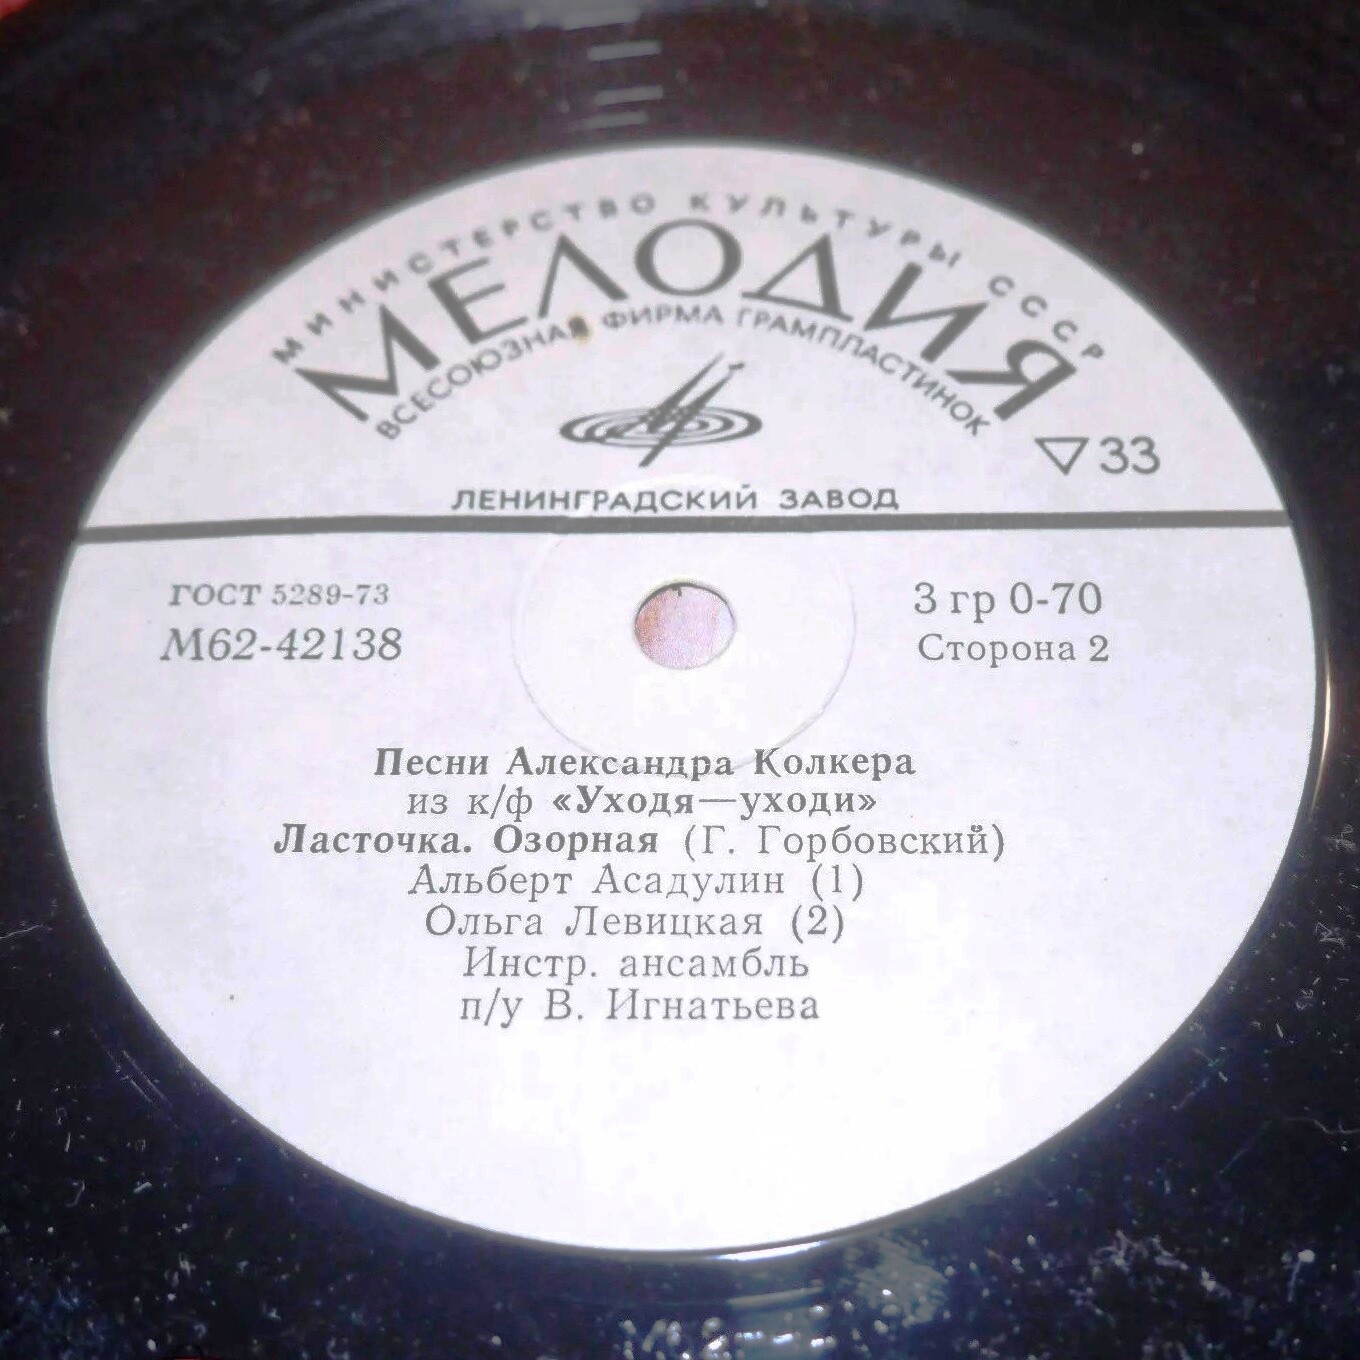 МИНИСТЕРСТВО КУЛЬТУРЫ СССР
МЕЛОДИЯ
ВСЕСОЮЗНАЯ ФИРМА ГРАМПЛАСТИНОК
▽33
ЛЕНИНГРАДСКИЙ ЗАВОД
ГОСТ 5289-73
М62-42138
3 гр 0-70
Сторона 2
Песни Александра Колкера
из к/ф «Уходя—уходи»
Ласточка. Озорная (Г. Горбовский)
Альберт Асадулин (1)
Ольга Левицкая (2)
Инстр. ансамбль
п/у В. Игнатьева